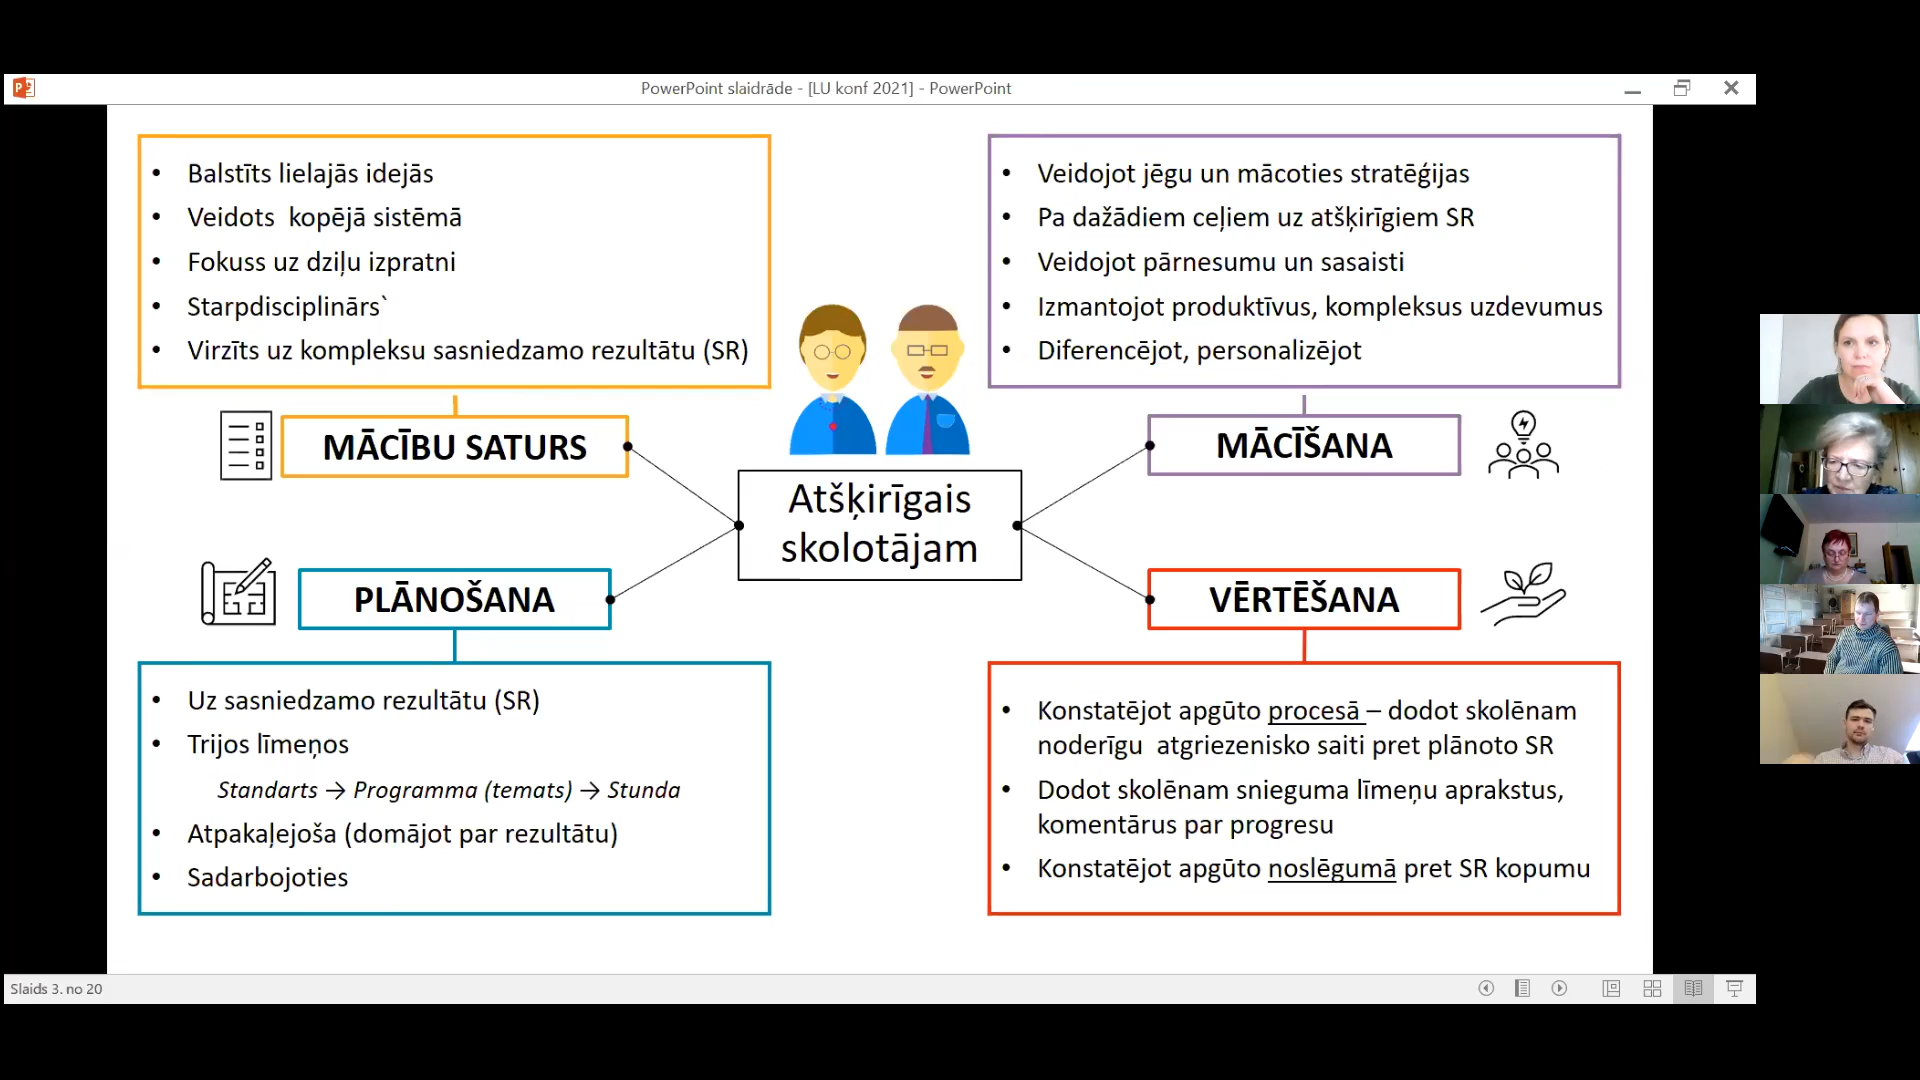 PowerPoint slaidrāde - [LU konf 2021] - PowerPoint
• Balstīts lielajās idejās
• Veidots  kopējā sistēmā
• Fokuss uz dziļu izpratni
• Starpdisciplinārs`
• Virzīts uz kompleksu sasniedzamo rezultātu (SR)
MĀCĪBU SATURS
• Veidojot jēgu un mācoties stratēģijas
• Pa dažādiem ceļiem uz atšķirīgiem SR
• Veidojot pārnesumu un sasaisti
• Izmantojot produktīvus, kompleksus uzdevumus
• Diferencējot, personalizējot
MĀCĪŠANA
Atšķirīgais
skolotājam
PLĀNOŠANA
• Uz sasniedzamo rezultātu (SR)
• Trijos līmeņos
Standarts → Programma (temats) → Stunda
• Atpakaļejoša (domājot par rezultātu)
• Sadarbojoties
VĒRTĒŠANA
• Konstatējot apgūto procesā – dodot skolēnam
noderīgu  atgriezenisko saiti pret plānoto SR
• Dodot skolēnam snieguma līmeņu aprakstus,
komentārus par progresu
• Konstatējot apgūto noslēgumā pret SR kopumu
Slaids 3. no 20